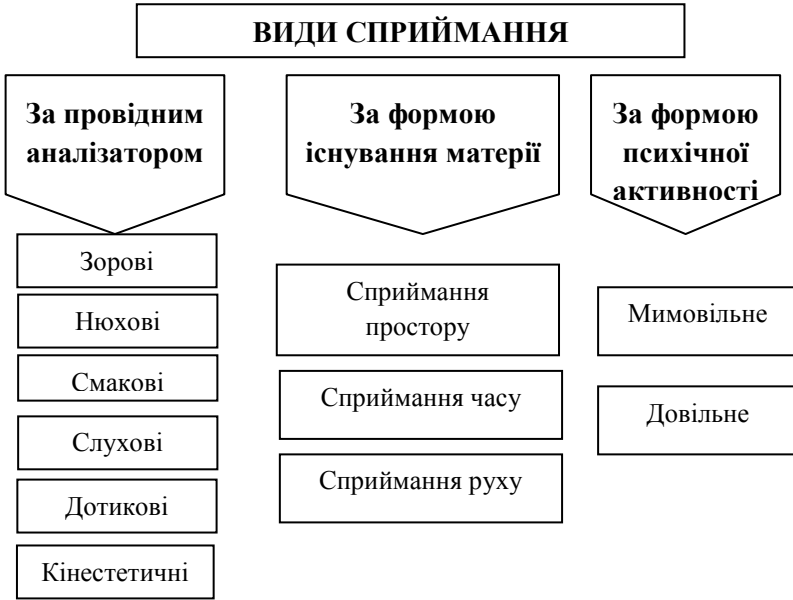 ВИДИ СПРИЙМАННЯ
За провідним
аналізатором
Зорові
Нюхові
Смакові
Слухові
Дотикові
Кінестетичні
За формою
існування матерії
Сприймання
простору
Сприймання часу
Сприймання руху
За формою
психічної
активності
Мимовільне
Довільне